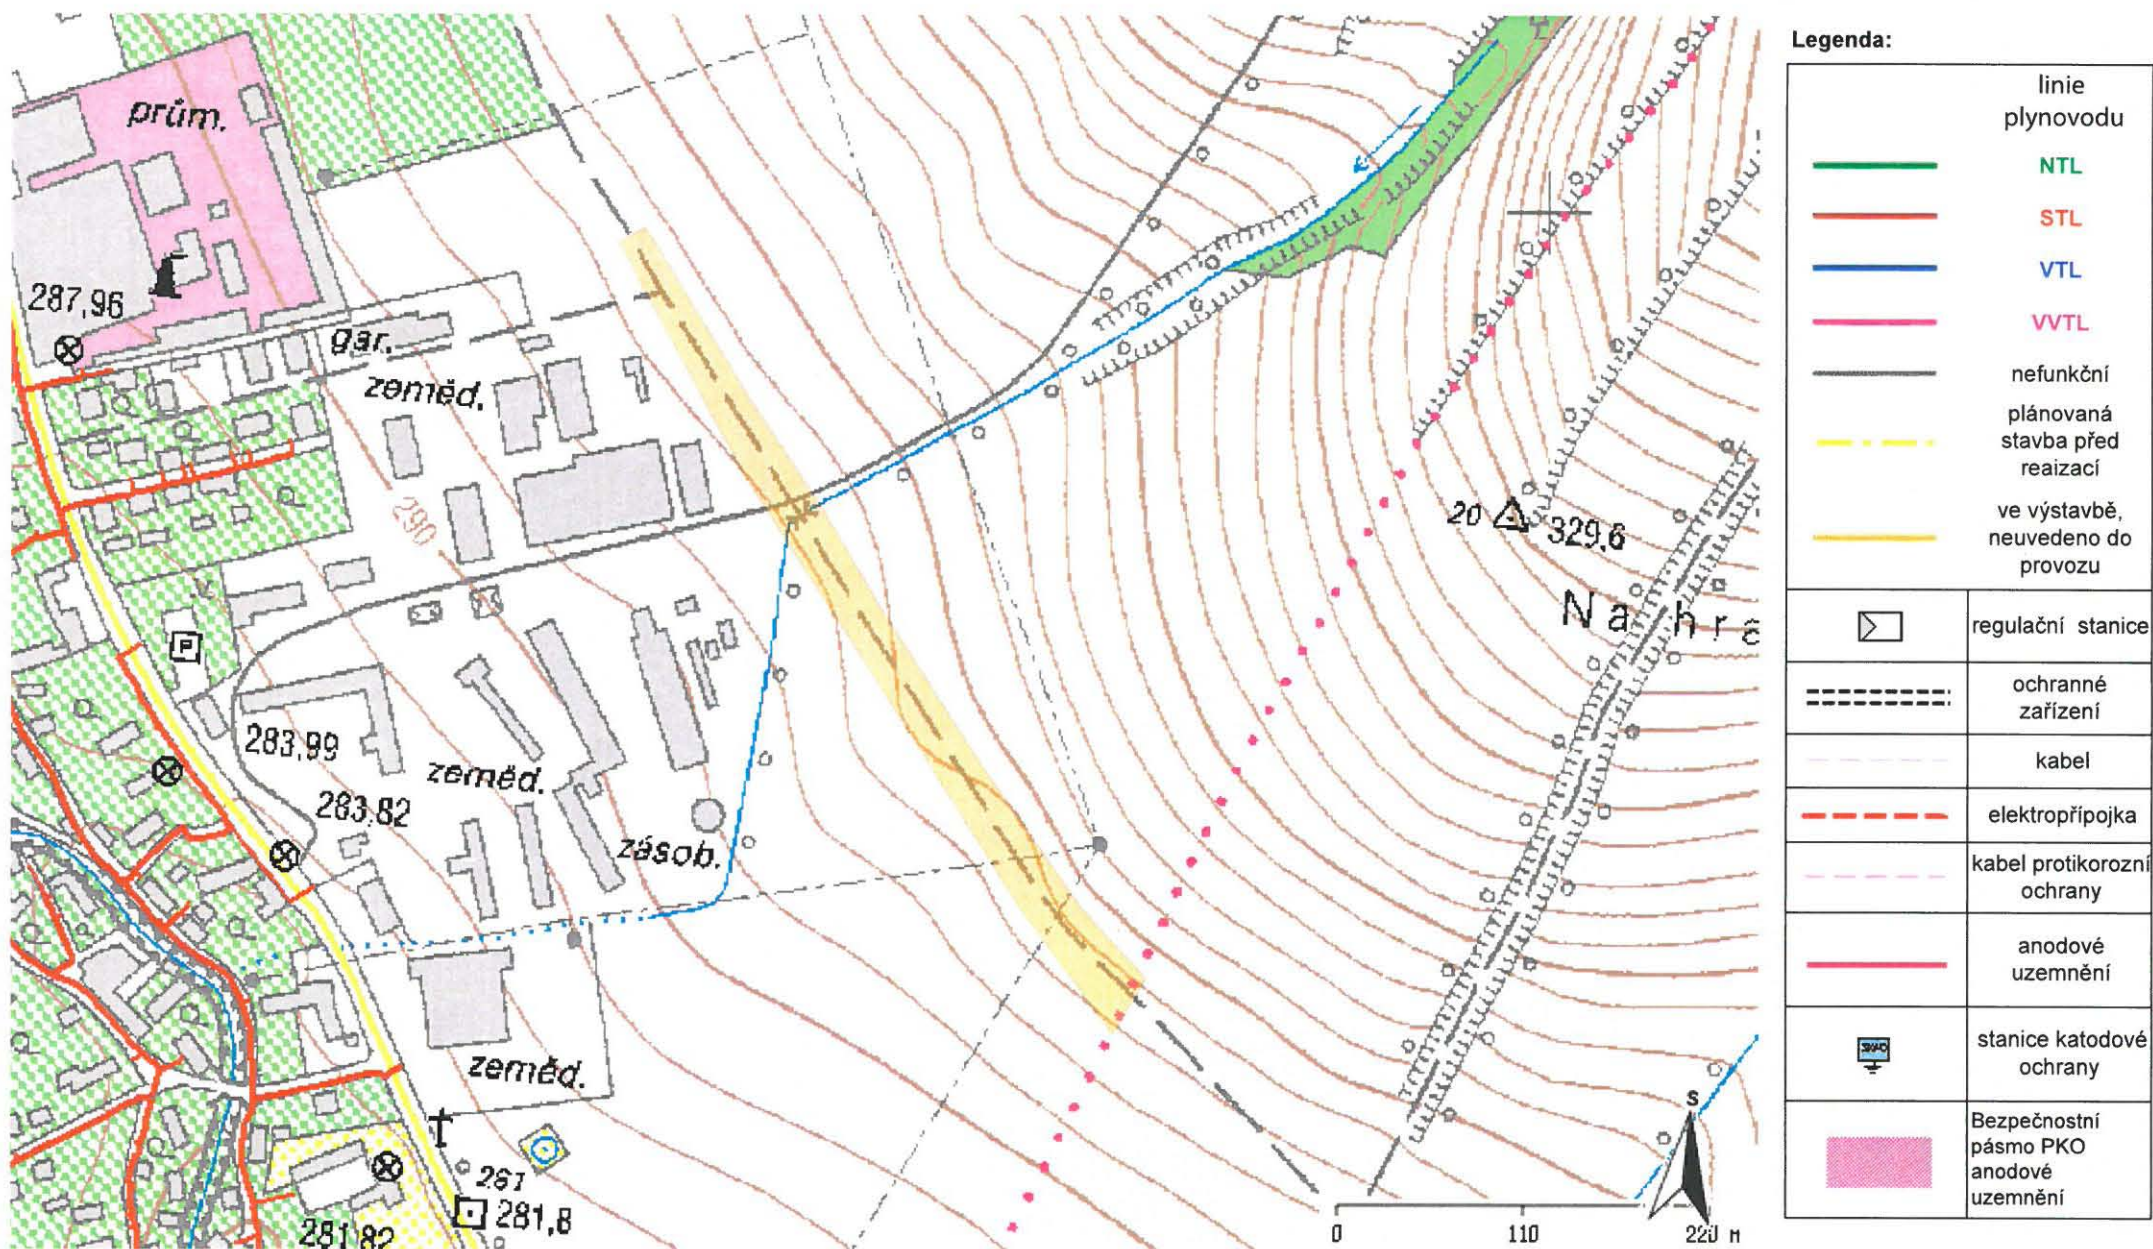 Legenda:
linie
plynovodu
NTL
STL
VTL
VVTL
nefunkční
plánovaná
stavba před
reaizací
ve výstavbě,
neuvedeno do
provozu
regulační stanice
ochranné
zařízení
kabel
elektropřípojka
kabel protikorozní
ochrany
anodové
uzemnění
stanice katodové
ochrany
Bezpečnostní
pásmo PKO
anodové
uzemnění
prům.
287,96
gar.
zeměd.
290
20 329,6
Na hra
P
283,99
283,82
zeměd.
zásob.
zeměd.
281
281,8
281,82
S
0 110 220 M